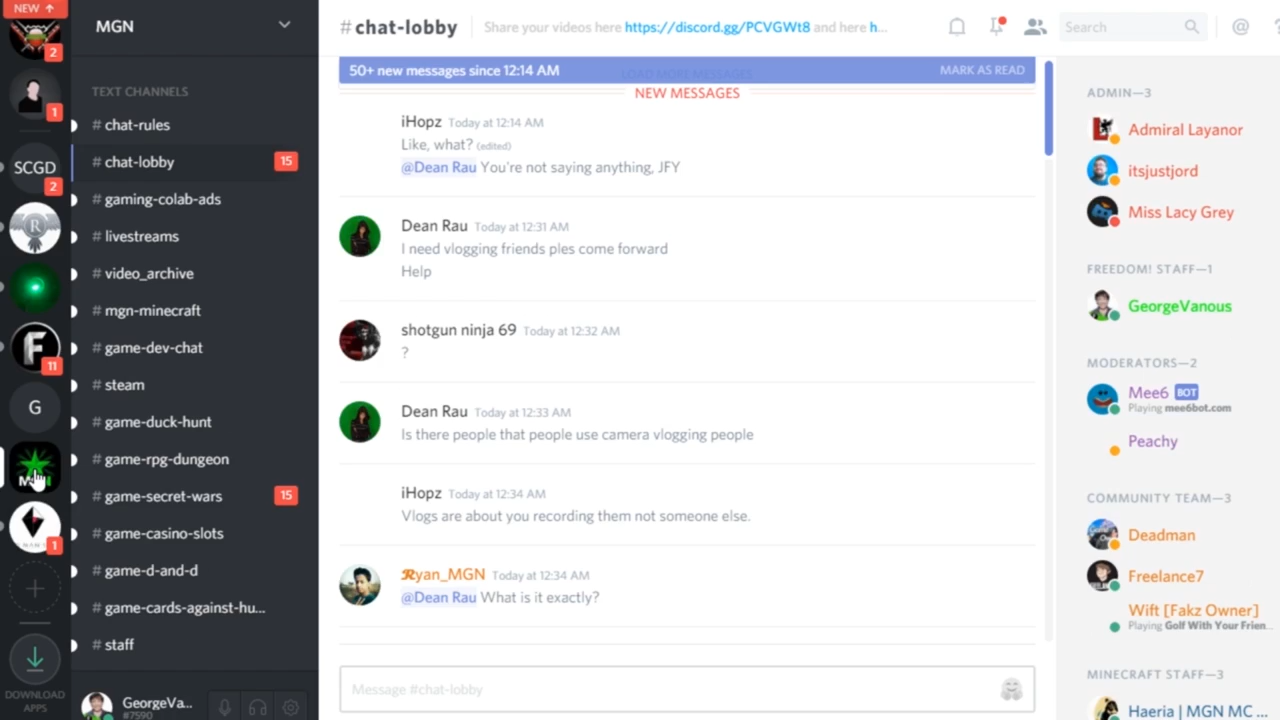 NEW ↑
2
1
SCGD
2
R
F
11
G
1
DOWNLOAD
APPS
MGN
TEXT CHANNELS
# chat-rules
# chat-lobby 15
# gaming-colab-ads
# livestreams
# video_archive
# mgn-minecraft
# game-dev-chat
# steam
# game-duck-hunt
# game-rpg-dungeon
# game-secret-wars 15
# game-casino-slots
# game-d-and-d
# game-cards-against-hu...
# staff
GeorgeVa...
#7590
# chat-lobby Share your videos here https://discord.gg/PCVGWt8 and here h...
Search
@
50+ new messages since 12:14 AM LOAD MORE MESSAGES MARK AS READ
NEW MESSAGES
iHopz Today at 12:14 AM
Like, what? (edited)
@Dean Rau You're not saying anything, JFY
Dean Rau Today at 12:31 AM
I need vlogging friends ples come forward
Help
shotgun ninja 69 Today at 12:32 AM
?
Dean Rau Today at 12:33 AM
Is there people that people use camera vlogging people
iHopz Today at 12:34 AM
Vlogs are about you recording them not someone else.
Ryan_MGN Today at 12:34 AM
@Dean Rau What is it exactly?
Message #chat-lobby
ADMIN—3
Admiral Layanor
itsjustjord
Miss Lacy Grey
FREEDOM! STAFF—1
GeorgeVanous
MODERATORS—2
Mee6 BOT
Playing mee6bot.com
Peachy
COMMUNITY TEAM—3
Deadman
Freelance7
Wift [Fakz Owner]
Playing Golf With Your Frien...
MINECRAFT STAFF—3
Haeria | MGN MC ...